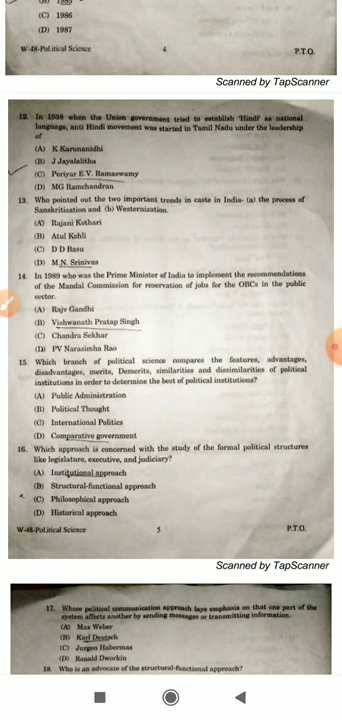 (B) 1985
(C) 1986
(D) 1987
W-48-Political Science 4 P.T.O.
Scanned by TapScanner
12. In 1938 when the Union government tried to establish 'Hindi' as national
language, anti Hindi movement was started in Tamil Nadu under the leadership
of
(A) K Karunanidhi
(B) J Jayalalitha
(C) Periyar E.V. Ramaswamy
(D) MG Ramchandran
13. Who pointed out the two important trends in caste in India- (a) the process of
Sanskritisation and (b) Westernization.
(A) Rajani Kothari
(B) Atul Kohli
(C) D D Basu
(D) M.N. Srinivas
14. In 1989 who was the Prime Minister of India to implement the recommendations
of the Mandal Commission for reservation of jobs for the OBCs in the public
sector.
(A) Rajv Gandhi
(B) Vishwanath Pratap Singh
(C) Chandra Sekhar
(D) PV Narasimha Rao
15. Which branch of political science compares the features, advantages,
disadvantages, merits, Demerits, similarities and dissimilarities of political
institutions in order to determine the best of political institutions?
(A) Public Administration
(B) Political Thought
(C) International Politics
(D) Comparative government
16. Which approach is concerned with the study of the formal political structures
like legislature, executive, and judiciary?
(A) Institutional approach
(B) Structural-functional approach
(C) Philosophical approach
(D) Historical approach
W-48-Political Science 5 P.T.O.
Scanned by TapScanner
17. Whose political communication approach lays emphasis on that one part of the
system affects another by sending messages or transmitting information.
(A) Max Weber
(B) Karl Deutsch
(C) Jurgen Habermas
(D) Ronald Dworkin
18. Who is an advocate of the structural-functional approach?